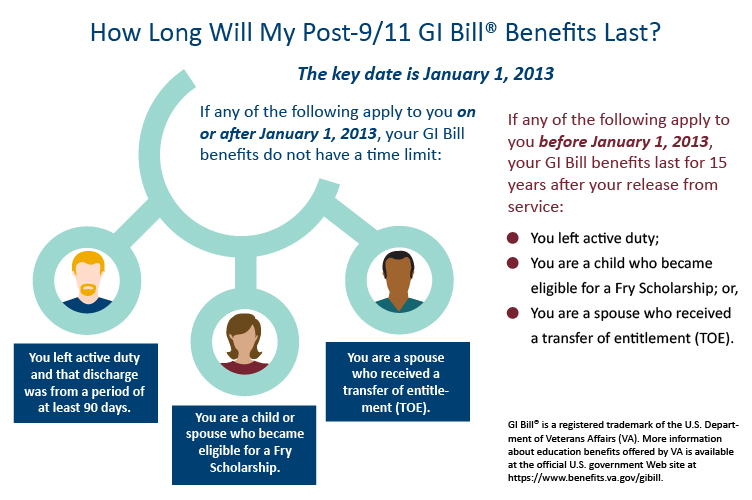 How Long Will My Post-9/11 GI Bill® Benefits Last?
The key date is January 1, 2013
If any of the following apply to you on
or after January 1, 2013, your GI Bill
benefits do not have a time limit:
You left active duty
and that discharge
was from a period of
at least 90 days.
You are a child or
spouse who became
eligible for a Fry
Scholarship.
You are a spouse
who received a
transfer of entitle-
ment (TOE).
If any of the following apply to
you before January 1, 2013,
your GI Bill benefits last for 15
years after your release from
service:
You left active duty;
You are a child who became
eligible for a Fry Scholarship; or,
You are a spouse who received
a transfer of entitlement (TOE).
GI Bill® is a registered trademark of the U.S. Depart-
ment of Veterans Affairs (VA). More information
about education benefits offered by VA is available
at the official U.S. government Web site at
https://www.benefits.va.gov/gibill.